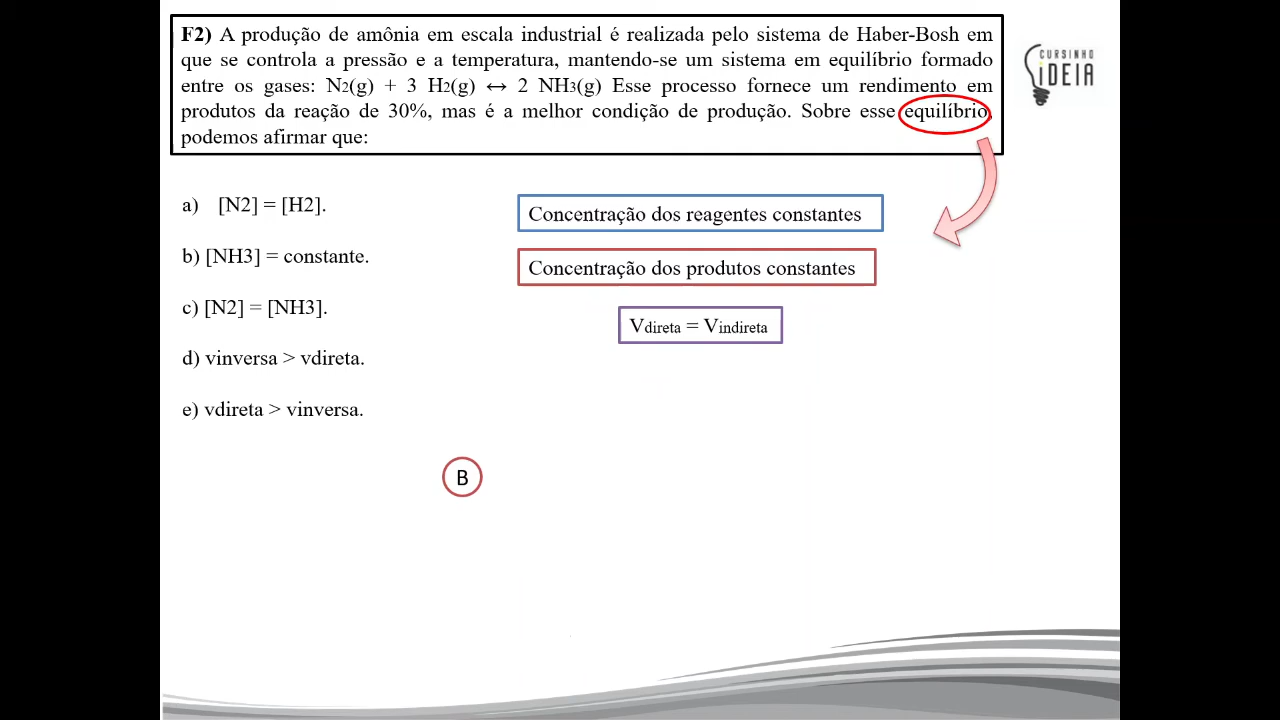 F2) A produção de amônia em escala industrial é realizada pelo sistema de Haber-Bosh em
que se controla a pressão e a temperatura, mantendo-se um sistema em equilíbrio formado
entre os gases: N2(g) + 3 H2(g) ↔ 2 NH3(g) Esse processo fornece um rendimento em
produtos da reação de 30%, mas é a melhor condição de produção. Sobre esse equilíbrio,
podemos afirmar que:
CURSINHO
iDEIA
a) [N2] = [H2].
Concentração dos reagentes constantes
b) [NH3] = constante.
Concentração dos produtos constantes
c) [N2] = [NH3].
Vdireta = Vindireta
d) vinversa > vdireta.
e) vdireta > vinversa.
B